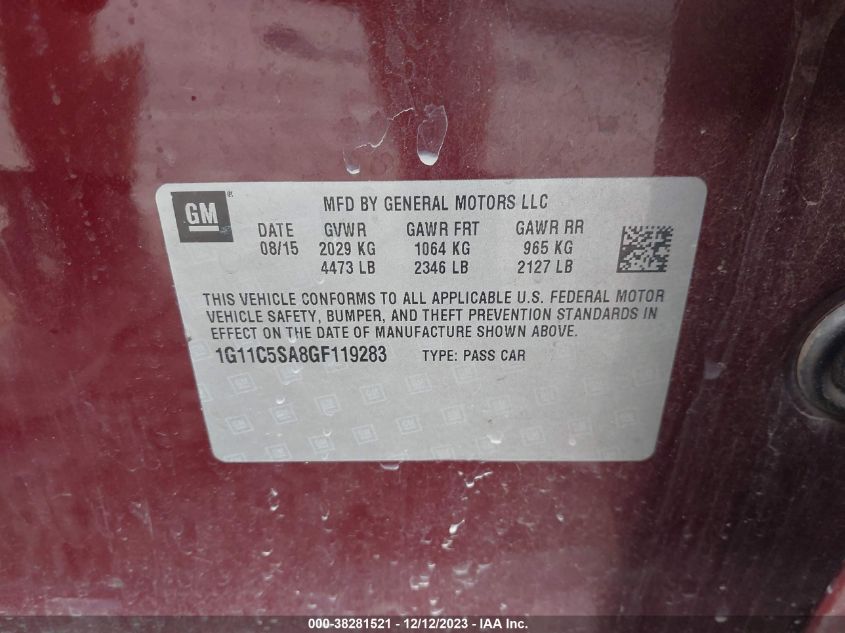 GM ®
MFD BY GENERAL MOTORS LLC
DATE GVWR GAWR FRT GAWR RR
08/15 2029 KG 1064 KG 965 KG
4473 LB 2346 LB 2127 LB
THIS VEHICLE CONFORMS TO ALL APPLICABLE U.S. FEDERAL MOTOR
VEHICLE SAFETY, BUMPER, AND THEFT PREVENTION STANDARDS IN
EFFECT ON THE DATE OF MANUFACTURE SHOWN ABOVE.
1G11C5SA8GF119283 TYPE: PASS CAR
000-38281521 - 12/12/2023 - IAA Inc.